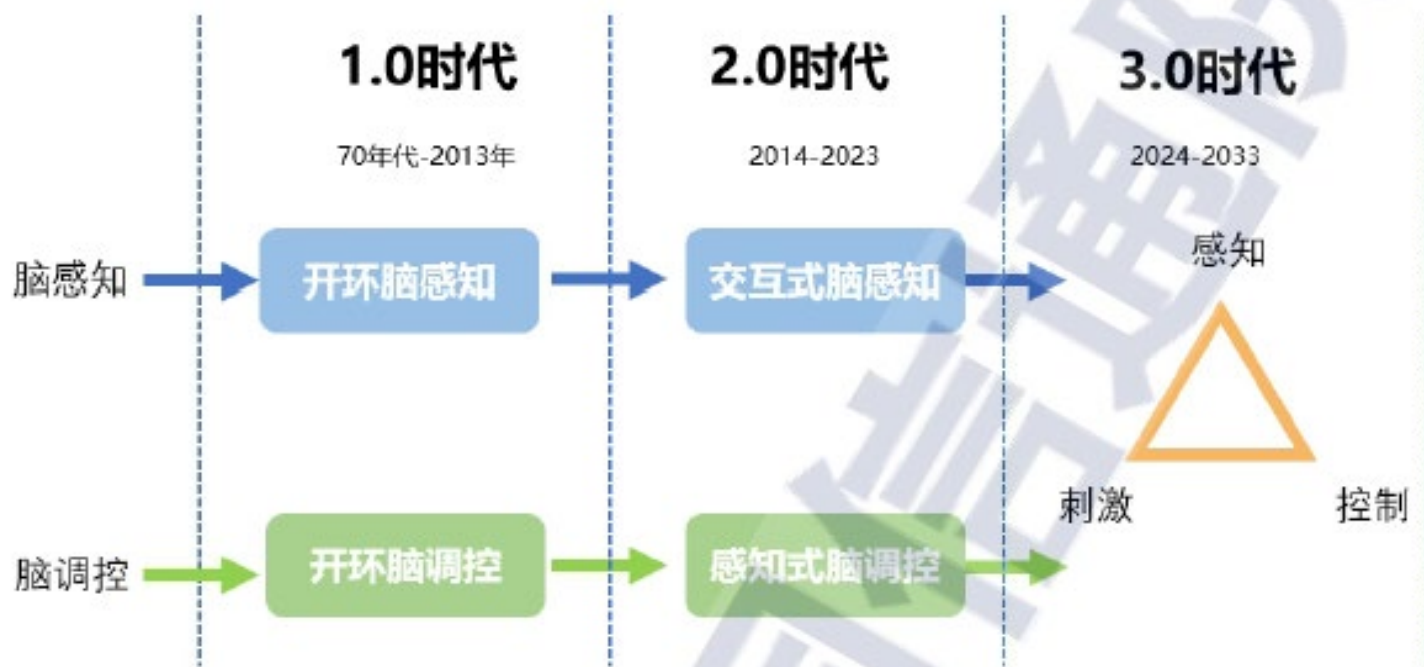 1.0时代
2.0时代
3.0时代
70年代-2013年
2014-2023
2024-2033
脑感知
开环脑感知
交互式脑感知
感知
刺激
控制
脑调控
开环脑调控
感知式脑调控